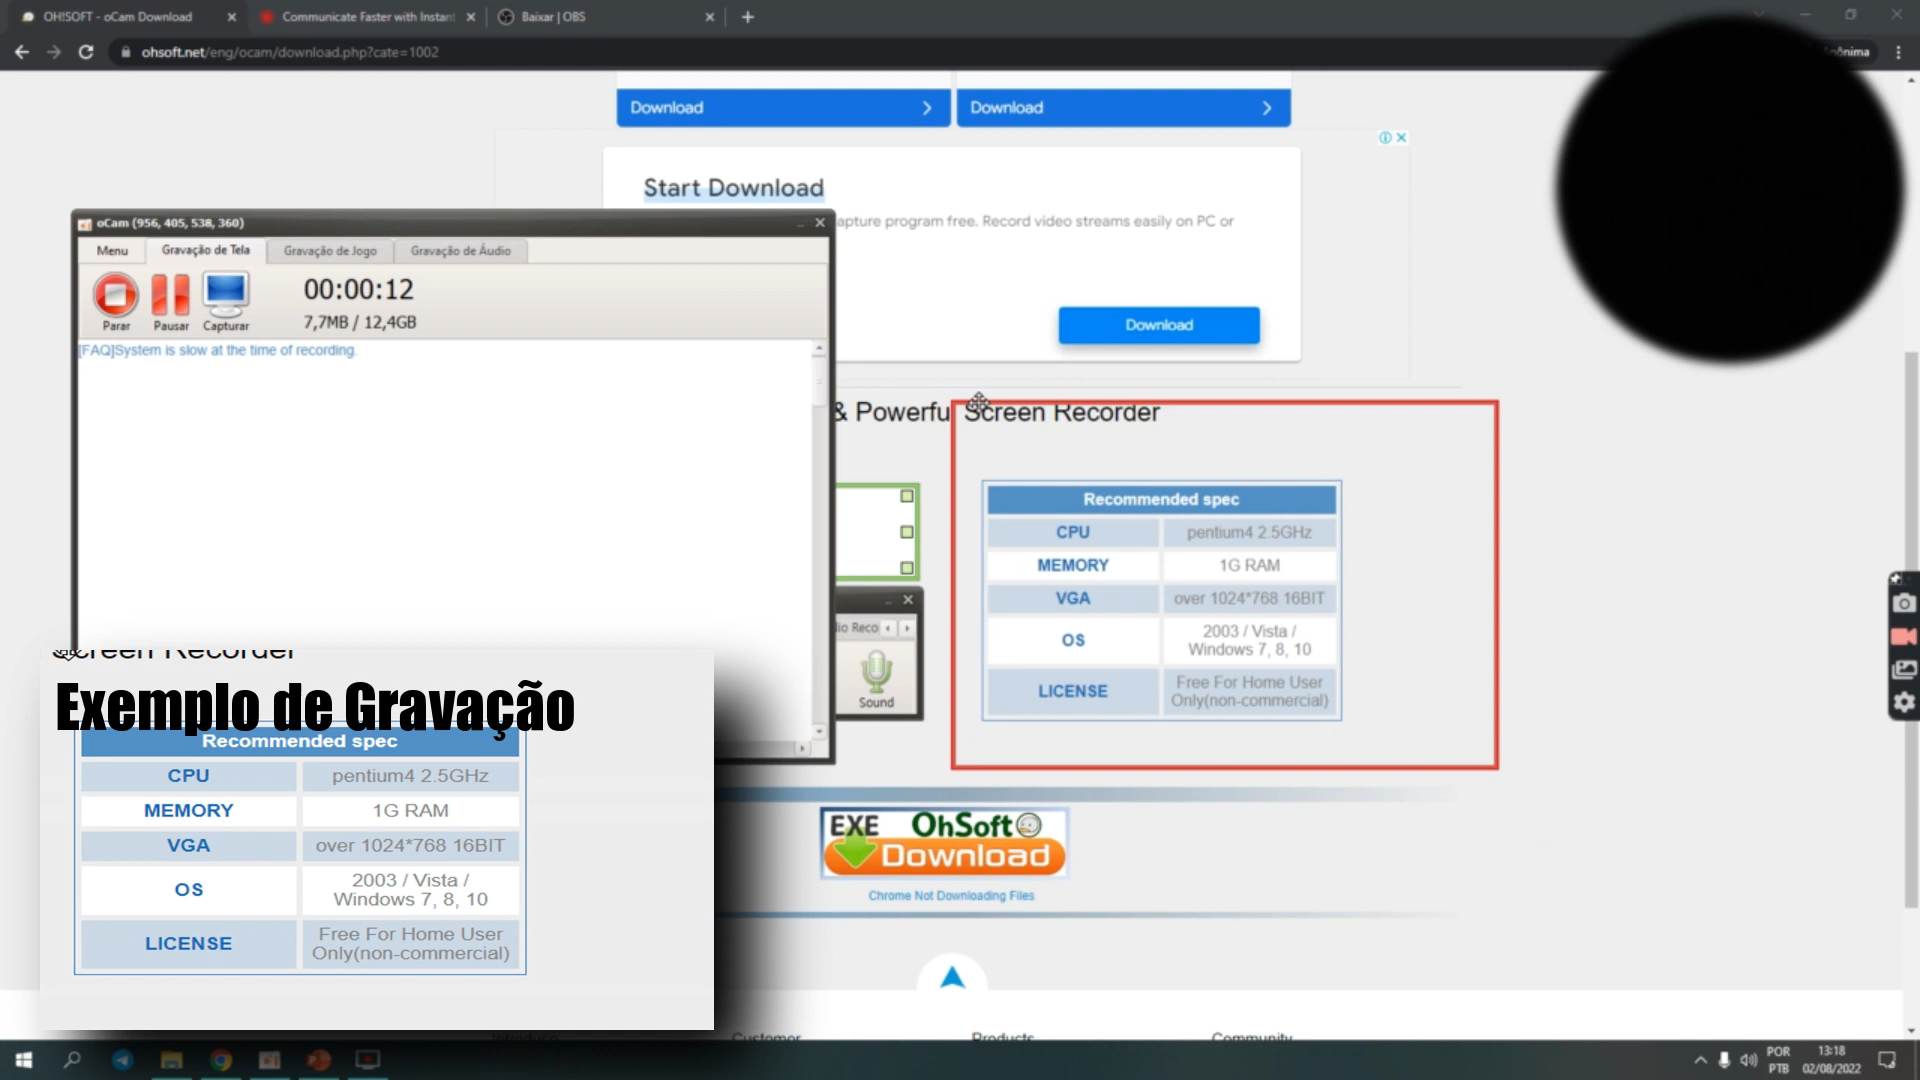 OH!SOFT - oCam Download
Communicate Faster with Instant
Baixar | OBS
ohsoft.net/eng/ocam/download.php?cate=1002
Download
Download
Start Download
apture program free. Record video streams easily on PC or
Download
oCam (956, 405, 538, 360)
Menu
Gravação de Tela
Gravação de Jogo
Gravação de Áudio
00:00:12
7,7MB / 12,4GB
Parar
Pausar
Capturar
[FAQ]System is slow at the time of recording.
& Powerfu
Screen Recorder
Recommended spec
CPU
pentium4 2.5GHz
MEMORY
1G RAM
VGA
over 1024*768 16BIT
OS
2003 / Vista /
Windows 7, 8, 10
LICENSE
Free For Home User
Only(non-commercial)
io Reco
Sound
Screen Recorder
Exemplo de Gravação
Recommended spec
CPU
pentium4 2.5GHz
MEMORY
1G RAM
VGA
over 1024*768 16BIT
OS
2003 / Vista /
Windows 7, 8, 10
LICENSE
Free For Home User
Only(non-commercial)
EXE OhSoft
Download
Chrome Not Downloading Files
Customer
Products
Community
POR
PTB
13:18
02/08/2022